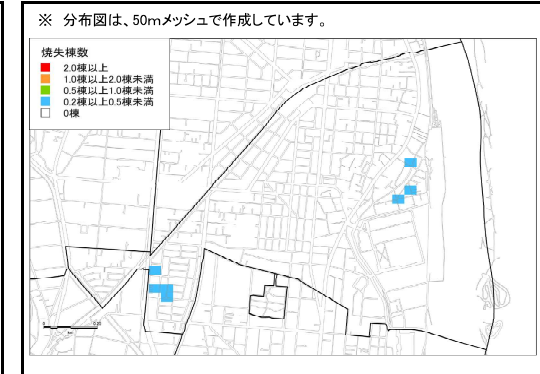 ※ 分布図は、50mメッシュで作成しています。
焼失棟数
2.0棟以上
1.0棟以上2.0棟未満
0.5棟以上1.0棟未満
0.2棟以上0.5棟未満
0棟